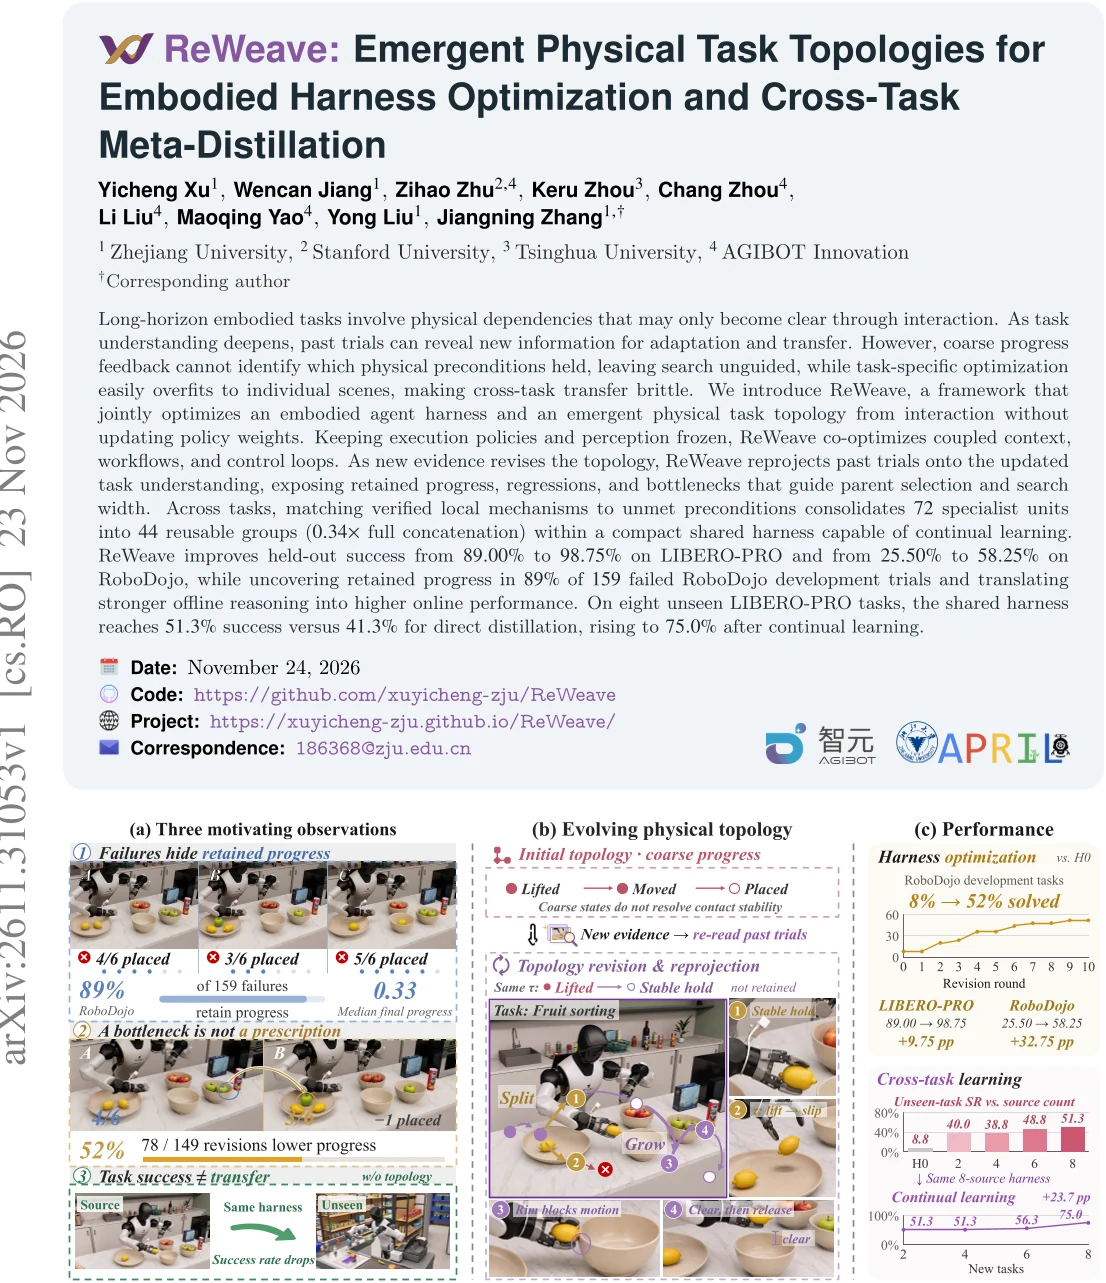 ReWeave: Emergent Physical Task Topologies for
Embodied Harness Optimization and Cross-Task
Meta-Distillation
Yicheng Xu1, Wencan Jiang1, Zihao Zhu2,4, Keru Zhou3, Chang Zhou4,
Li Liu4, Maoqing Yao4, Yong Liu1, Jiangning Zhang1,†
1 Zhejiang University, 2 Stanford University, 3 Tsinghua University, 4 AGIBOT Innovation
†Corresponding author
Long-horizon embodied tasks involve physical dependencies that may only become clear through interaction. As task
understanding deepens, past trials can reveal new information for adaptation and transfer. However, coarse progress
feedback cannot identify which physical preconditions held, leaving search unguided, while task-specific optimization
easily overfits to individual scenes, making cross-task transfer brittle. We introduce ReWeave, a framework that
jointly optimizes an embodied agent harness and an emergent physical task topology from interaction without
updating policy weights. Keeping execution policies and perception frozen, ReWeave co-optimizes coupled context,
workflows, and control loops. As new evidence revises the topology, ReWeave reprojects past trials onto the updated
task understanding, exposing retained progress, regressions, and bottlenecks that guide parent selection and search
width. Across tasks, matching verified local mechanisms to unmet preconditions consolidates 72 specialist units
into 44 reusable groups (0.34× full concatenation) within a compact shared harness capable of continual learning.
ReWeave improves held-out success from 89.00% to 98.75% on LIBERO-PRO and from 25.50% to 58.25% on
RoboDojo, while uncovering retained progress in 89% of 159 failed RoboDojo development trials and translating
stronger offline reasoning into higher online performance. On eight unseen LIBERO-PRO tasks, the shared harness
reaches 51.3% success versus 41.3% for direct distillation, rising to 75.0% after continual learning.
Date: November 24, 2026
Code: https://github.com/xuyicheng-zju/ReWeave
Project: https://xuyicheng-zju.github.io/ReWeave/
Correspondence: 186368@zju.edu.cn
智元
AGIBOT
APRIL
arXiv:2611.31053v1 [cs.RO] 23 Nov 2026
(a) Three motivating observations
1 Failures hide retained progress
A B C
4/6 placed 3/6 placed 5/6 placed
89% of 159 failures 0.33
RoboDojo retain progress Median final progress
2 A bottleneck is not a prescription
A B
4/6 3/6 −1 placed
52% 78 / 149 revisions lower progress
3 Task success ≠ transfer w/o topology
Source Same harness Unseen
Success rate drops
(b) Evolving physical topology
Initial topology · coarse progress
Lifted Moved Placed
Coarse states do not resolve contact stability
New evidence → re-read past trials
Topology revision & reprojection
Same τ: Lifted Stable hold not retained
Task: Fruit sorting
1 Stable hold
Split 1
2 lift → slip
4
Grow
3
2
3 Rim blocks motion
4 Clear, then release
clear
(c) Performance
Harness optimization vs. H0
RoboDojo development tasks
8% → 52% solved
60
30
0
0 1 2 3 4 5 6 7 8 9 10
Revision round
LIBERO-PRO RoboDojo
89.00 → 98.75 25.50 → 58.25
+9.75 pp +32.75 pp
Cross-task learning
Unseen-task SR vs. source count
80%
40%
0%
8.8 40.0 38.8 48.8 51.3
H0 2 4 6 8
↓ Same 8-source harness
Continual learning +23.7 pp
100%
0%
51.3 51.3 56.3 75.0
2 4 6 8
New tasks